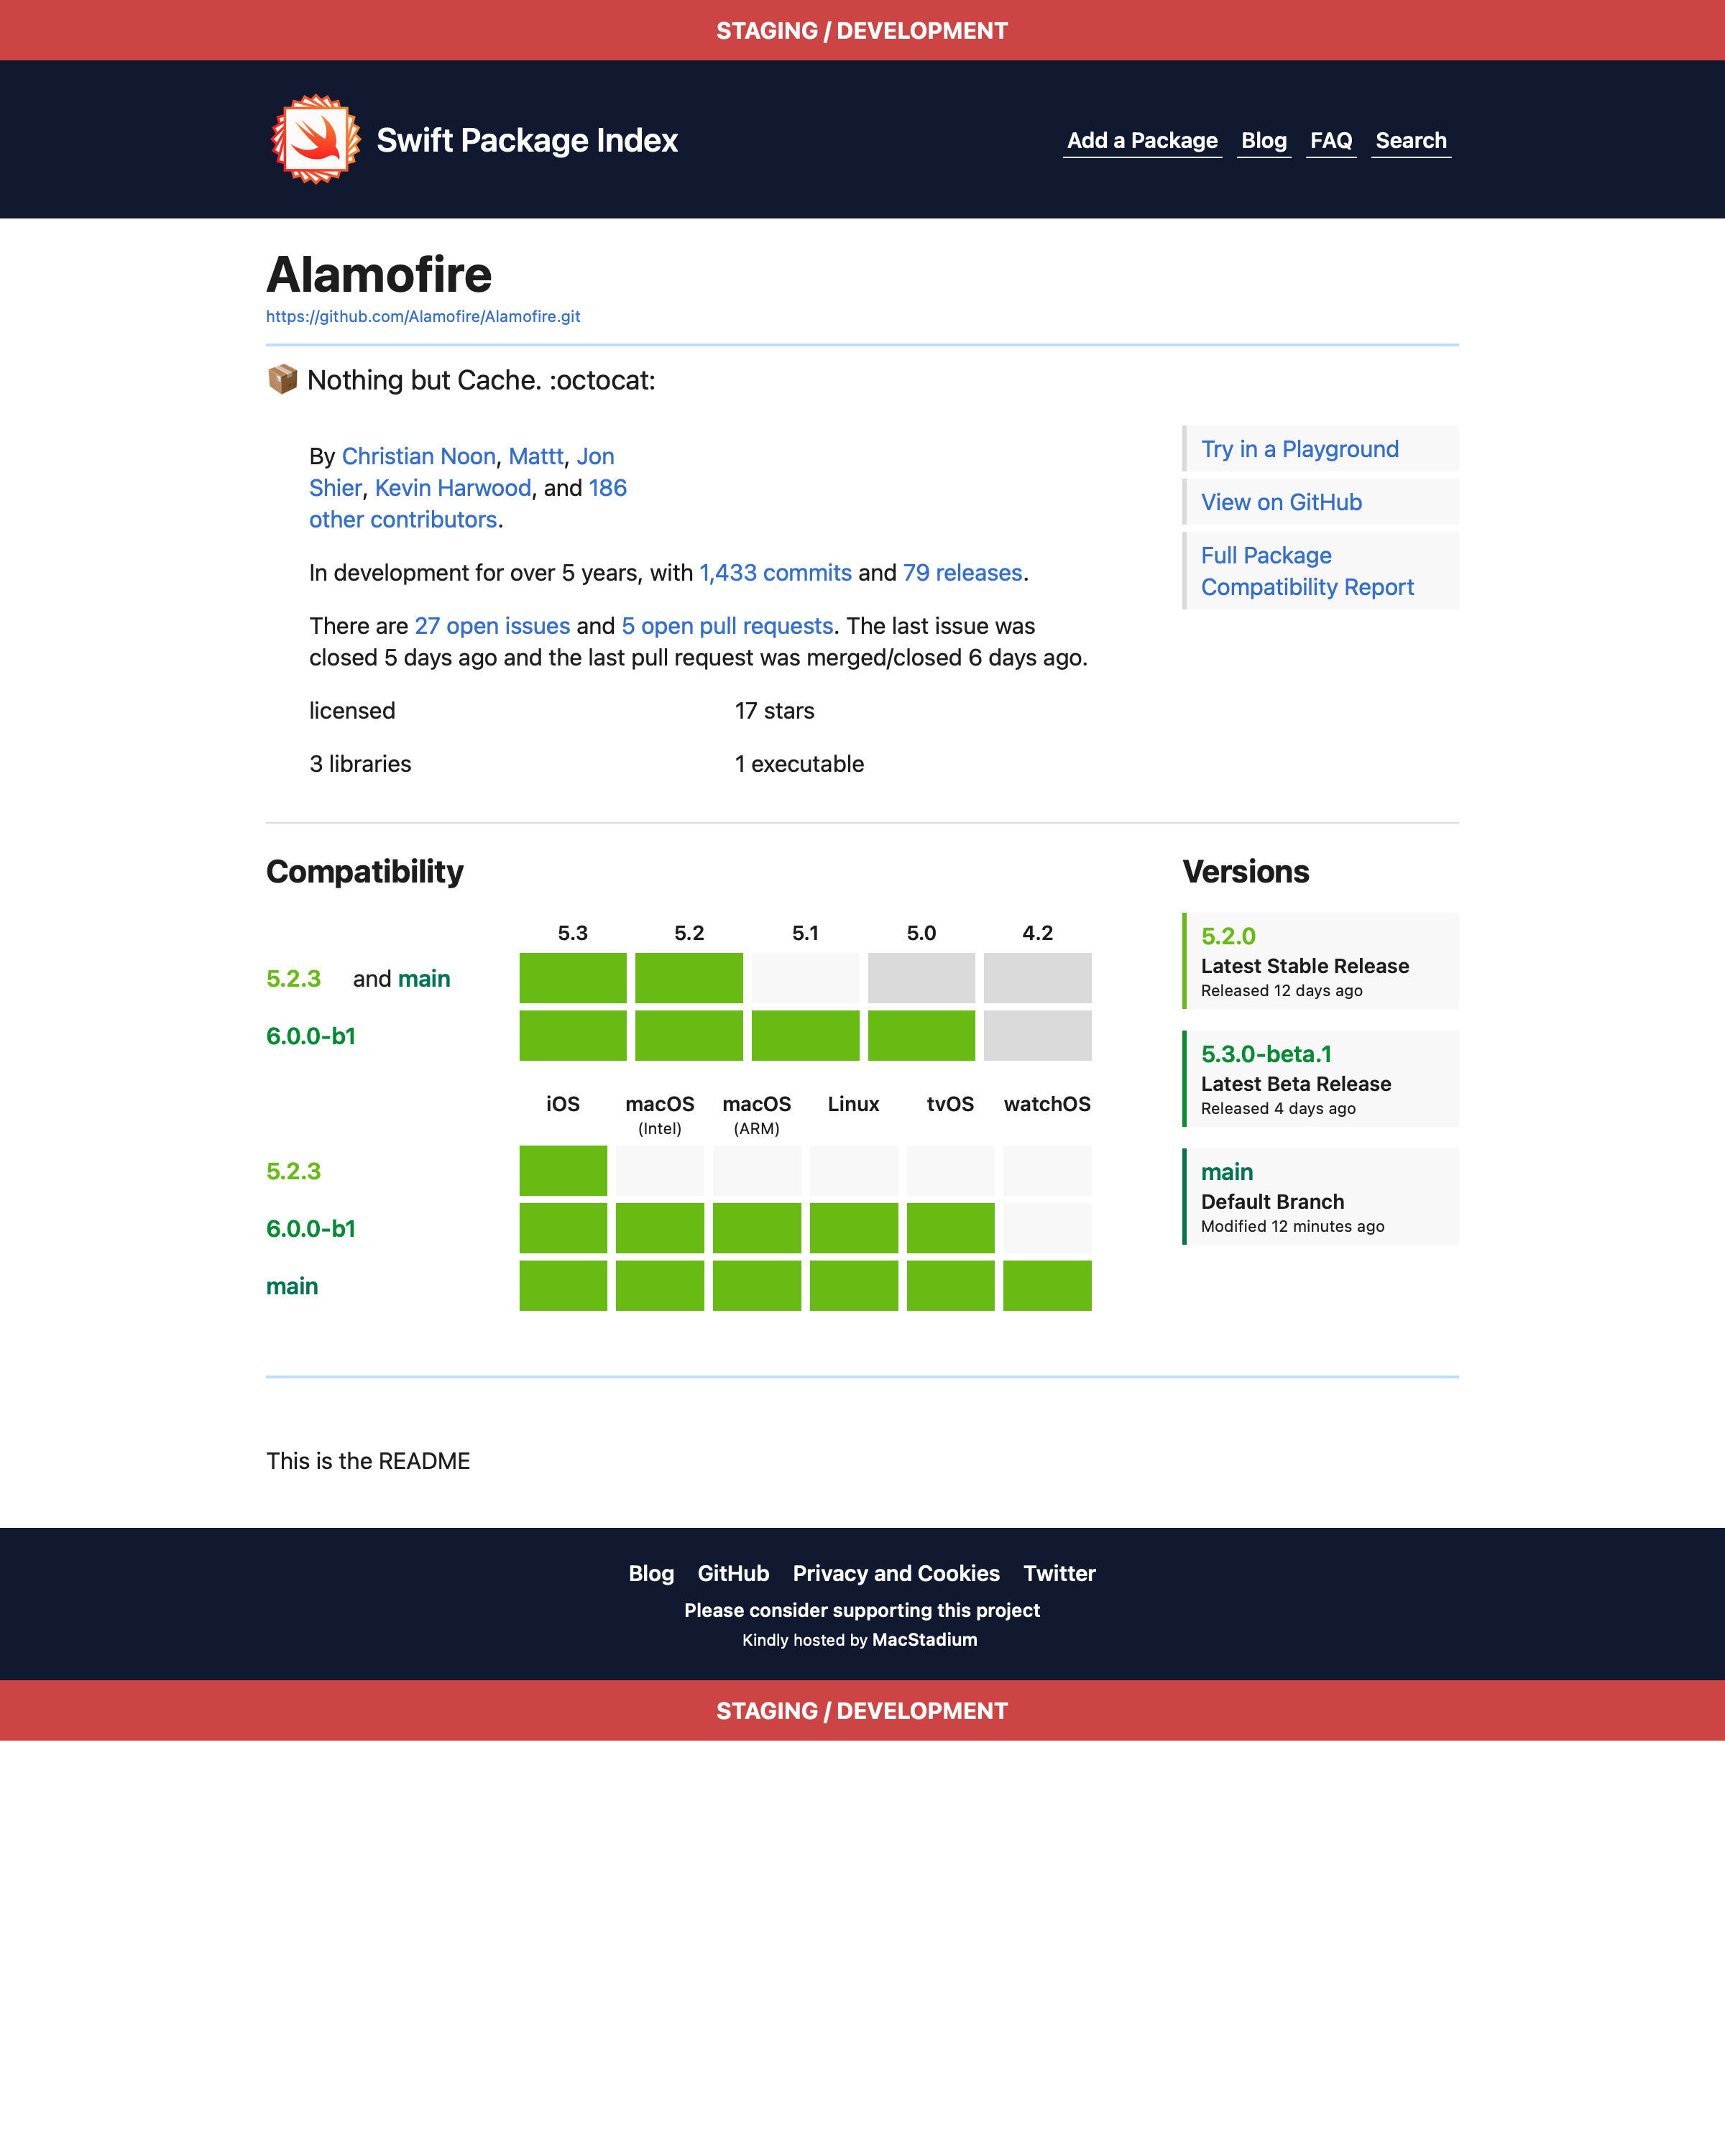 STAGING / DEVELOPMENT
Swift Package Index
Add a Package Blog FAQ Search
Alamofire
https://github.com/Alamofire/Alamofire.git
📦 Nothing but Cache. :octocat:
By Christian Noon, Mattt, Jon
Shier, Kevin Harwood, and 186
other contributors.
In development for over 5 years, with 1,433 commits and 79 releases.
There are 27 open issues and 5 open pull requests. The last issue was
closed 5 days ago and the last pull request was merged/closed 6 days ago.
licensed 17 stars
3 libraries 1 executable
Try in a Playground
View on GitHub
Full Package
Compatibility Report
Compatibility
5.3 5.2 5.1 5.0 4.2
5.2.3 and main
6.0.0-b1
iOS macOS macOS Linux tvOS watchOS
(Intel) (ARM)
5.2.3
6.0.0-b1
main
Versions
5.2.0
Latest Stable Release
Released 12 days ago
5.3.0-beta.1
Latest Beta Release
Released 4 days ago
main
Default Branch
Modified 12 minutes ago
This is the README
Blog GitHub Privacy and Cookies Twitter
Please consider supporting this project
Kindly hosted by MacStadium
STAGING / DEVELOPMENT